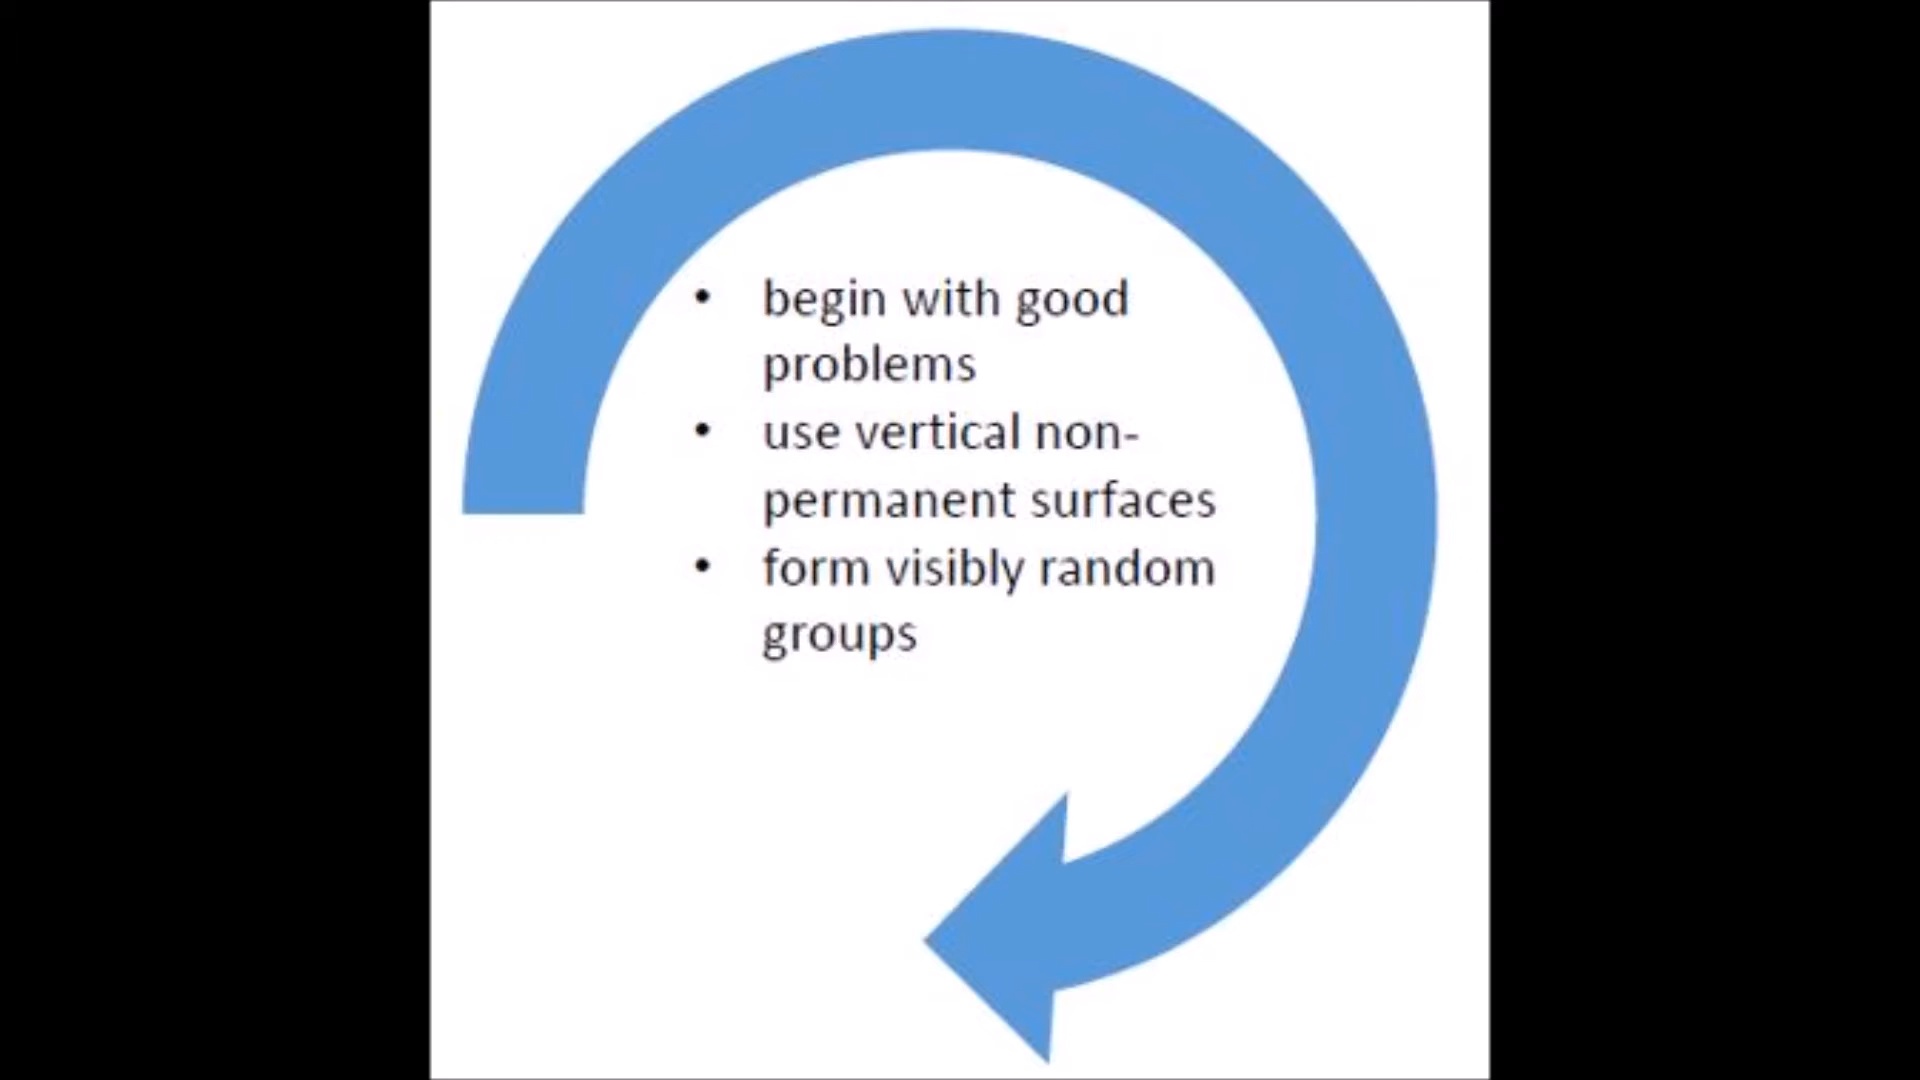 • begin with good
problems
• use vertical non-
permanent surfaces
• form visibly random
groups